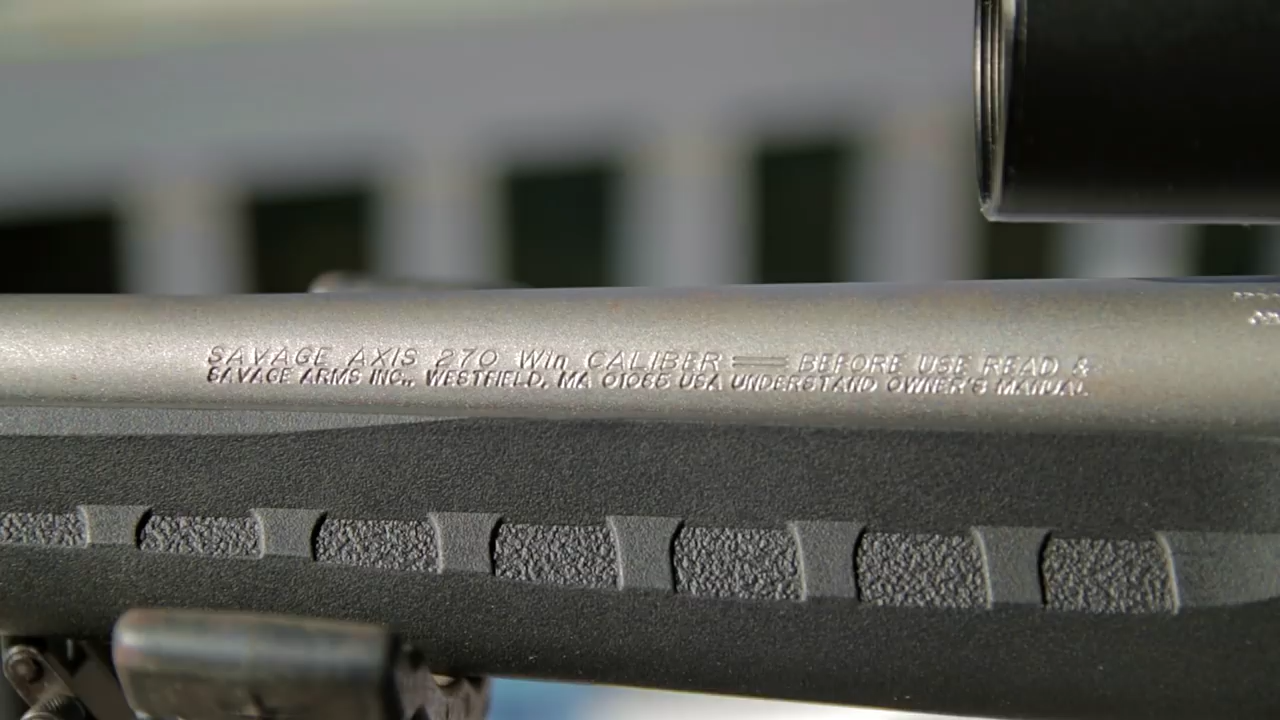 SAVAGE AXIS 270 Win CALIBER == BEFORE USE READ &
SAVAGE ARMS INC., WESTFIELD, MA 01085 USA UNDERSTAND OWNER'S MANUAL